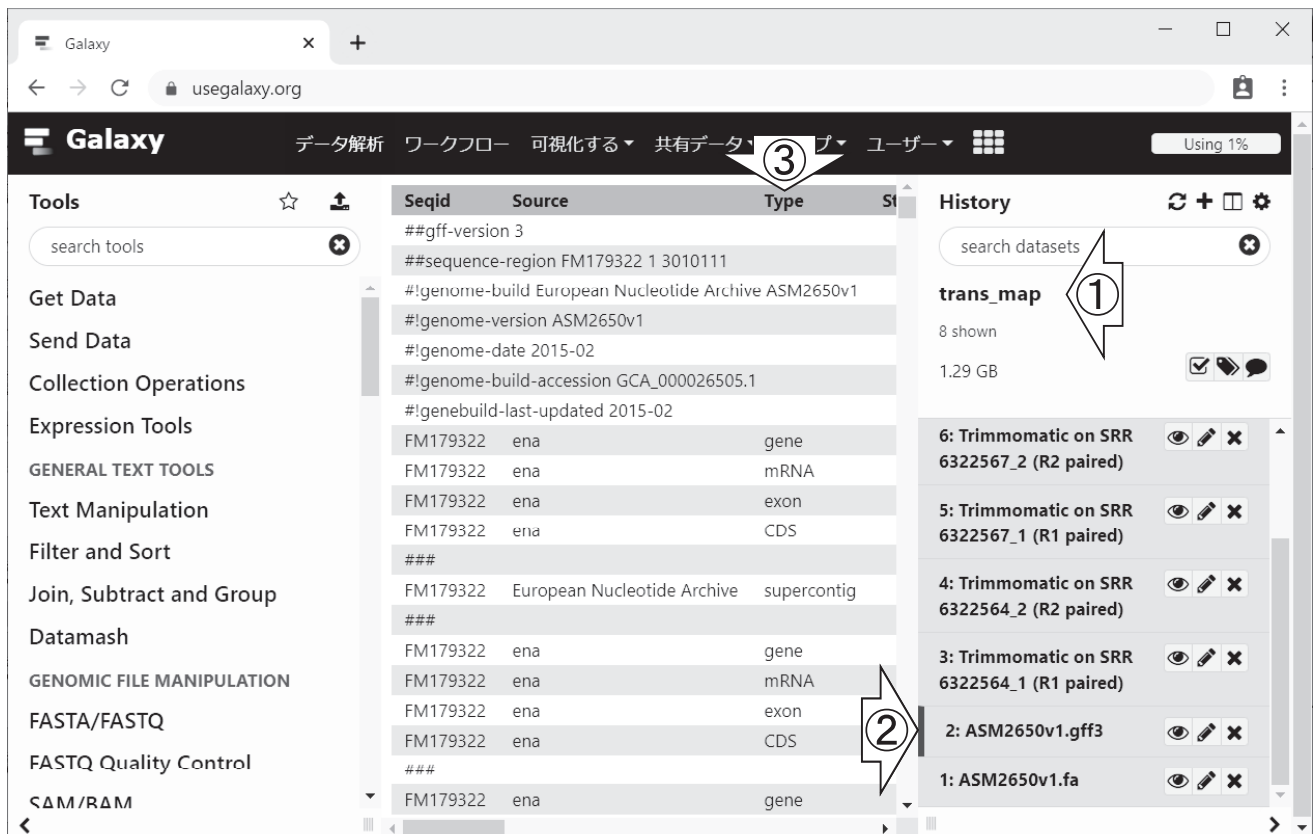 Galaxy
usegalaxy.org
Galaxy
データ解析 ワークフロー 可視化する 共有データ プ ユーザー
Using 1%
③
Tools
search tools
Get Data
Send Data
Collection Operations
Expression Tools
GENERAL TEXT TOOLS
Text Manipulation
Filter and Sort
Join, Subtract and Group
Datamash
GENOMIC FILE MANIPULATION
FASTA/FASTQ
FASTQ Quality Control
SAM/BAM
Seqid Source Type St
##gff-version 3
##sequence-region FM179322 1 3010111
#!genome-build European Nucleotide Archive ASM2650v1
#!genome-version ASM2650v1
#!genome-date 2015-02
#!genome-build-accession GCA_000026505.1
#!genebuild-last-updated 2015-02
FM179322 ena gene
FM179322 ena mRNA
FM179322 ena exon
FM179322 ena CDS
###
FM179322 European Nucleotide Archive supercontig
###
FM179322 ena gene
FM179322 ena mRNA
FM179322 ena exon
FM179322 ena CDS
###
FM179322 ena gene
History
search datasets
trans_map
①
8 shown
1.29 GB
6: Trimmomatic on SRR
6322567_2 (R2 paired)
5: Trimmomatic on SRR
6322567_1 (R1 paired)
4: Trimmomatic on SRR
6322564_2 (R2 paired)
3: Trimmomatic on SRR
6322564_1 (R1 paired)
②
2: ASM2650v1.gff3
1: ASM2650v1.fa